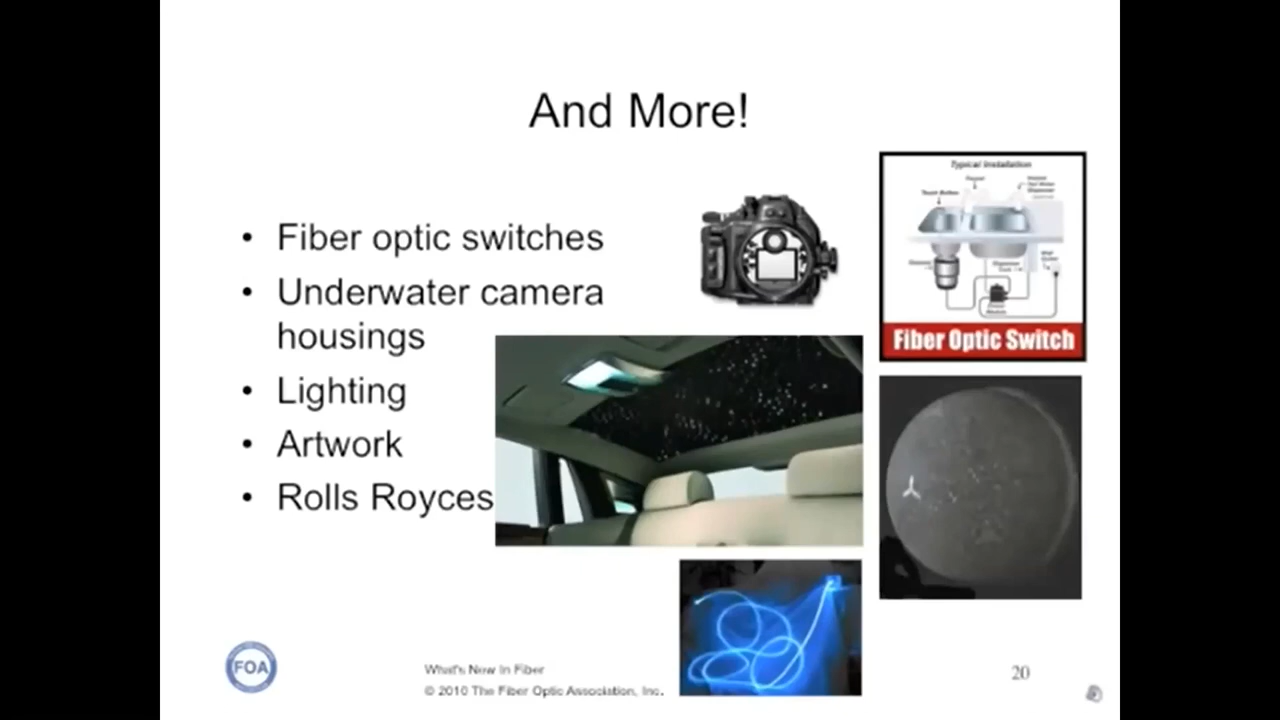 And More!
• Fiber optic switches
• Underwater camera
housings
• Lighting
• Artwork
• Rolls Royces
Typical Installation
Fiber Optic Switch
FOA
What's New In Fiber
© 2010 The Fiber Optic Association, Inc.
20